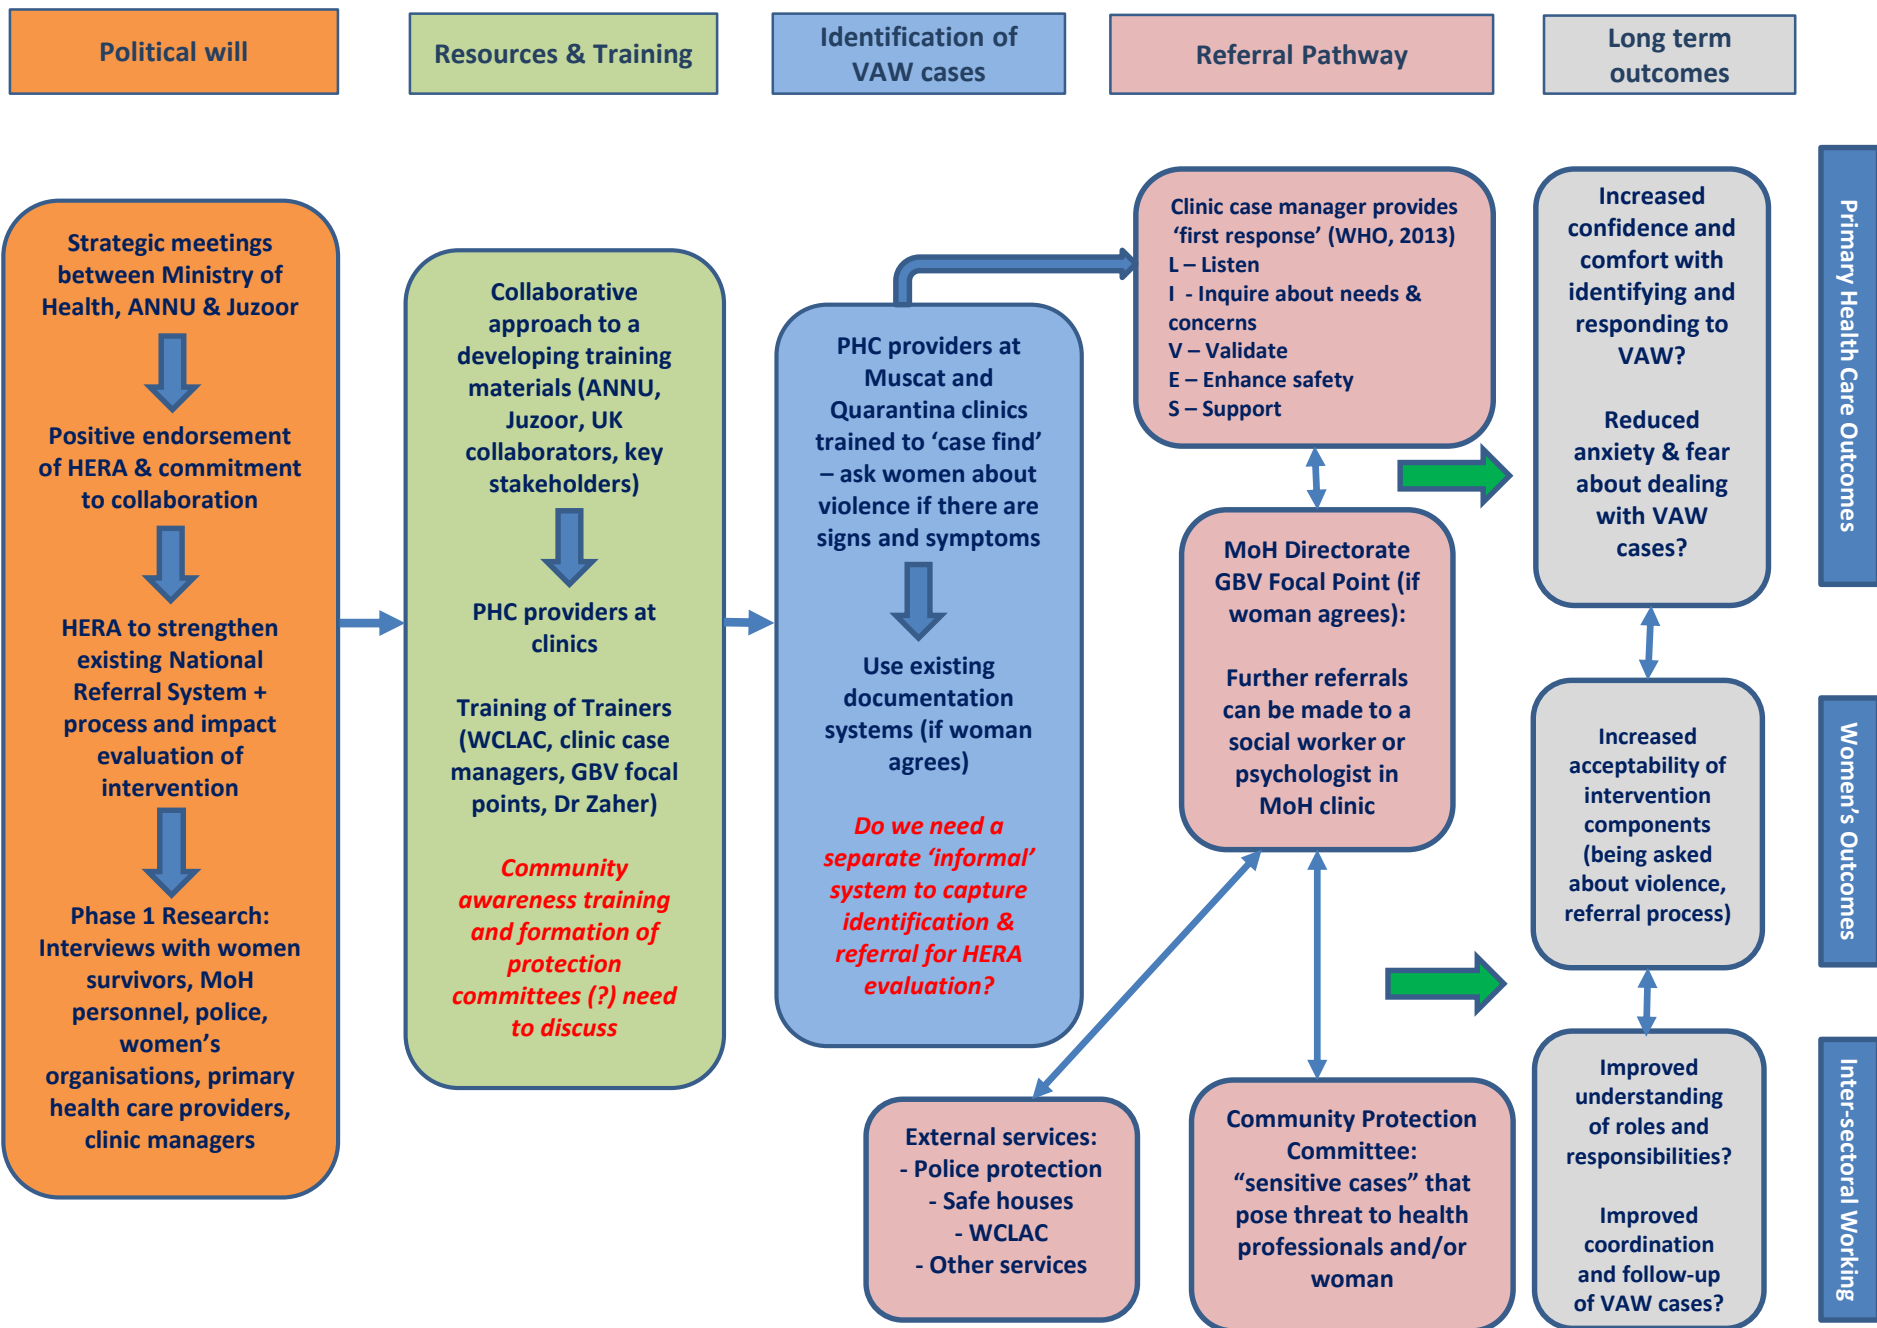 Political will
Resources & Training
Identification of
VAW cases
Referral Pathway
Long term
outcomes
Strategic meetings
between Ministry of
Health, ANNU & Juzoor
Positive endorsement
of HERA & commitment
to collaboration
HERA to strengthen
existing National
Referral System +
process and impact
evaluation of
intervention
Phase 1 Research:
Interviews with women
survivors, MoH
personnel, police,
women’s
organisations, primary
health care providers,
clinic managers
Collaborative
approach to a
developing training
materials (ANNU,
Juzoor, UK
collaborators, key
stakeholders)
PHC providers at
clinics
Training of Trainers
(WCLAC, clinic case
managers, GBV focal
points, Dr Zaher)
Community
awareness training
and formation of
protection
committees (?) need
to discuss
PHC providers at
Muscat and
Quarantina clinics
trained to ‘case find’
– ask women about
violence if there are
signs and symptoms
Use existing
documentation
systems (if woman
agrees)
Do we need a
separate ‘informal’
system to capture
identification &
referral for HERA
evaluation?
Clinic case manager provides
‘first response’ (WHO, 2013)
L – Listen
I - Inquire about needs &
concerns
V – Validate
E – Enhance safety
S – Support
MoH Directorate
GBV Focal Point (if
woman agrees):
Further referrals
can be made to a
social worker or
psychologist in
MoH clinic
External services:
- Police protection
- Safe houses
- WCLAC
- Other services
Community Protection
Committee:
“sensitive cases” that
pose threat to health
professionals and/or
woman
Increased
confidence and
comfort with
identifying and
responding to
VAW?
Reduced
anxiety & fear
about dealing
with VAW
cases?
Increased
acceptability of
intervention
components
(being asked
about violence,
referral process)
Improved
understanding
of roles and
responsibilities?
Improved
coordination
and follow-up
of VAW cases?
Primary Health Care Outcomes
Women’s Outcomes
Inter-sectoral Working